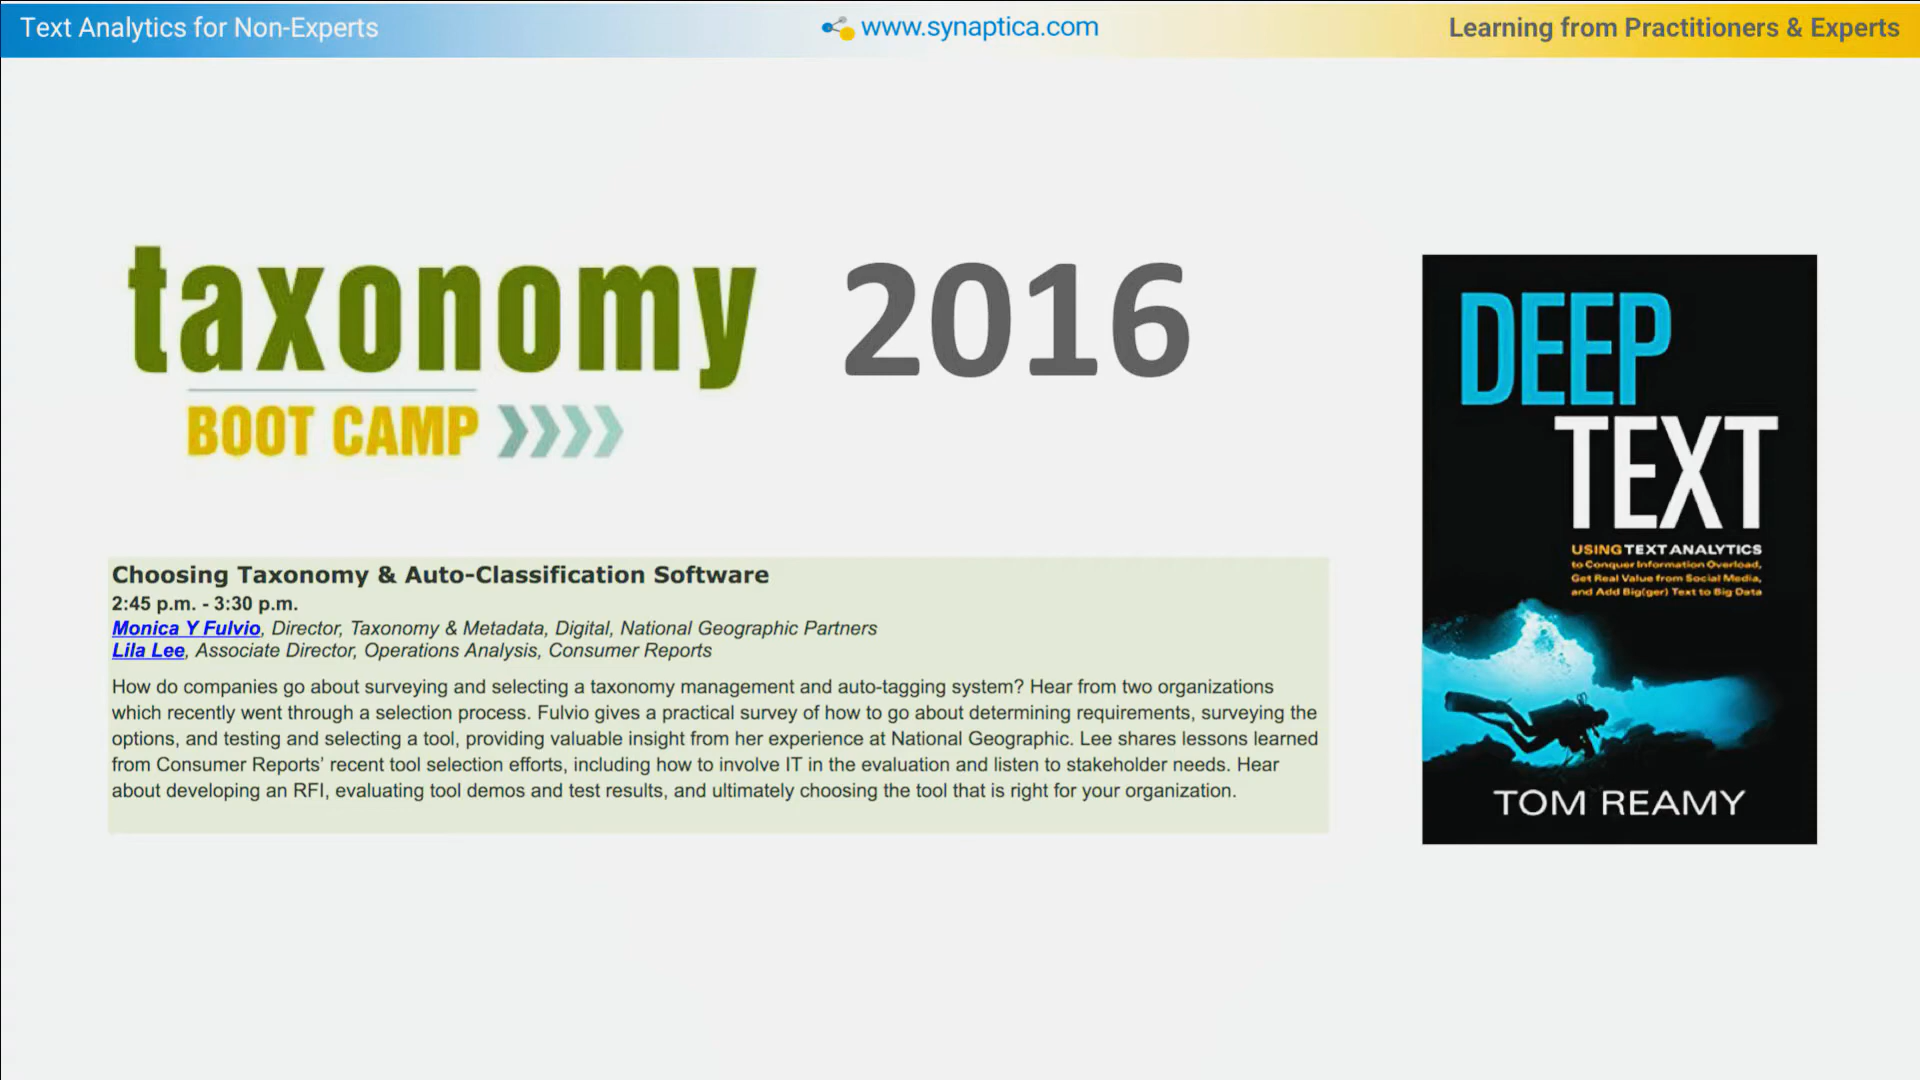 Text Analytics for Non-Experts
www.synaptica.com
Learning from Practitioners & Experts
taxonomy
BOOT CAMP
2016
Choosing Taxonomy & Auto-Classification Software
2:45 p.m. - 3:30 p.m.
Monica Y Fulvio, Director, Taxonomy & Metadata, Digital, National Geographic Partners
Lila Lee, Associate Director, Operations Analysis, Consumer Reports
How do companies go about surveying and selecting a taxonomy management and auto-tagging system? Hear from two organizations
which recently went through a selection process. Fulvio gives a practical survey of how to go about determining requirements, surveying the
options, and testing and selecting a tool, providing valuable insight from her experience at National Geographic. Lee shares lessons learned
from Consumer Reports’ recent tool selection efforts, including how to involve IT in the evaluation and listen to stakeholder needs. Hear
about developing an RFI, evaluating tool demos and test results, and ultimately choosing the tool that is right for your organization.
DEEP
TEXT
USING TEXT ANALYTICS
to Conquer Information Overload,
Get Real Value from Social Media,
and Add Big(ger) Text to Big Data
TOM REAMY